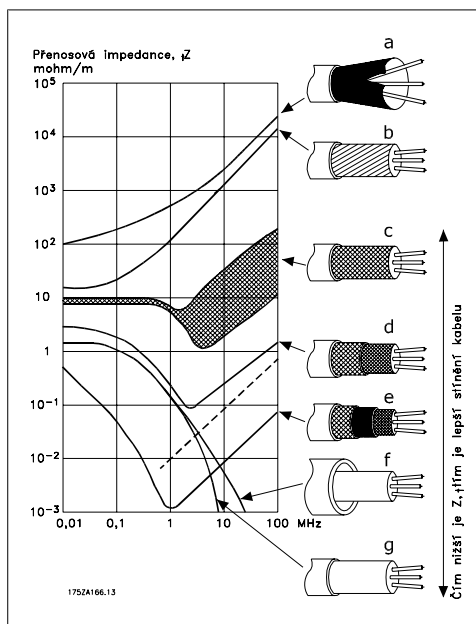 Přenosová impedance, Z
mohm/m
a
10⁵
b
10⁴
10³
c
10²
10
d
1
e
10⁻¹
f
10⁻²
g
10⁻³
0,01 0,1 1 10 100 MHz
175ZA166.13
Čím nižší je Z, tím je lepší stínění kabelu